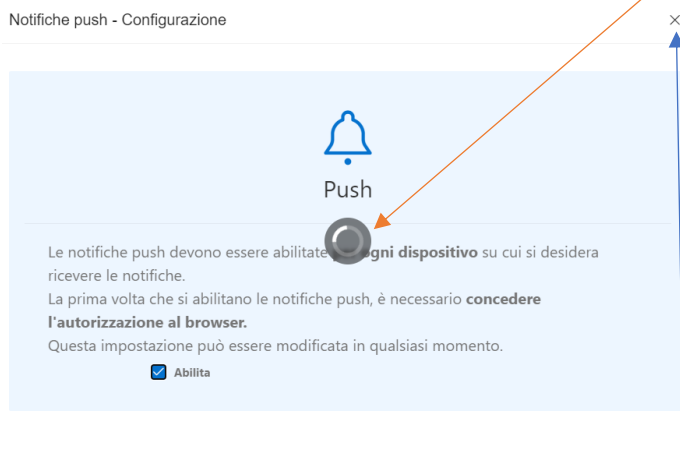 Notifiche push - Configurazione
Push
Le notifiche push devono essere abilitate ogni dispositivo su cui si desidera
ricevere le notifiche.
La prima volta che si abilitano le notifiche push, è necessario concedere
l'autorizzazione al browser.
Questa impostazione può essere modificata in qualsiasi momento.
Abilita